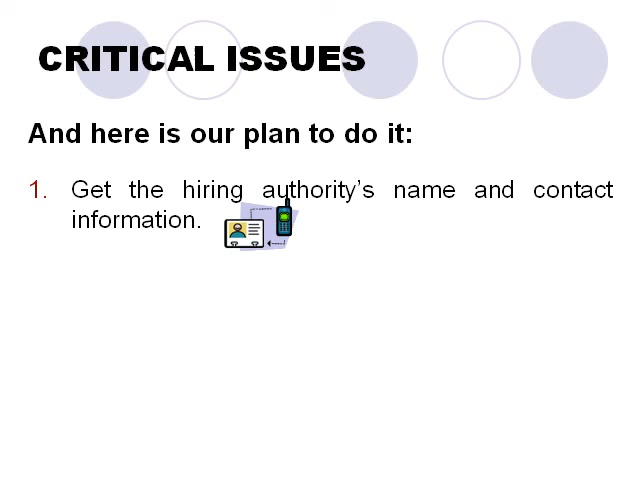 CRITICAL ISSUES
And here is our plan to do it:
1. Get the hiring authority’s name and contact
information.